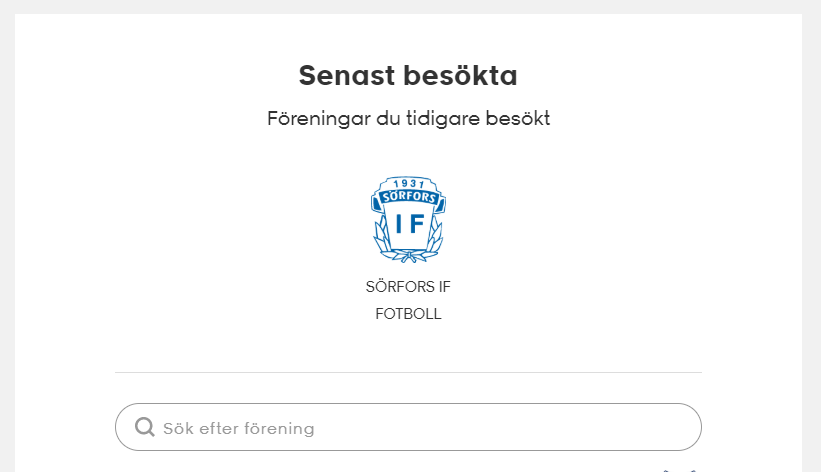 Senast besökta
Föreningar du tidigare besökt
1931
SÖRFORS
IF
SÖRFORS IF
FOTBOLL
Sök efter förening